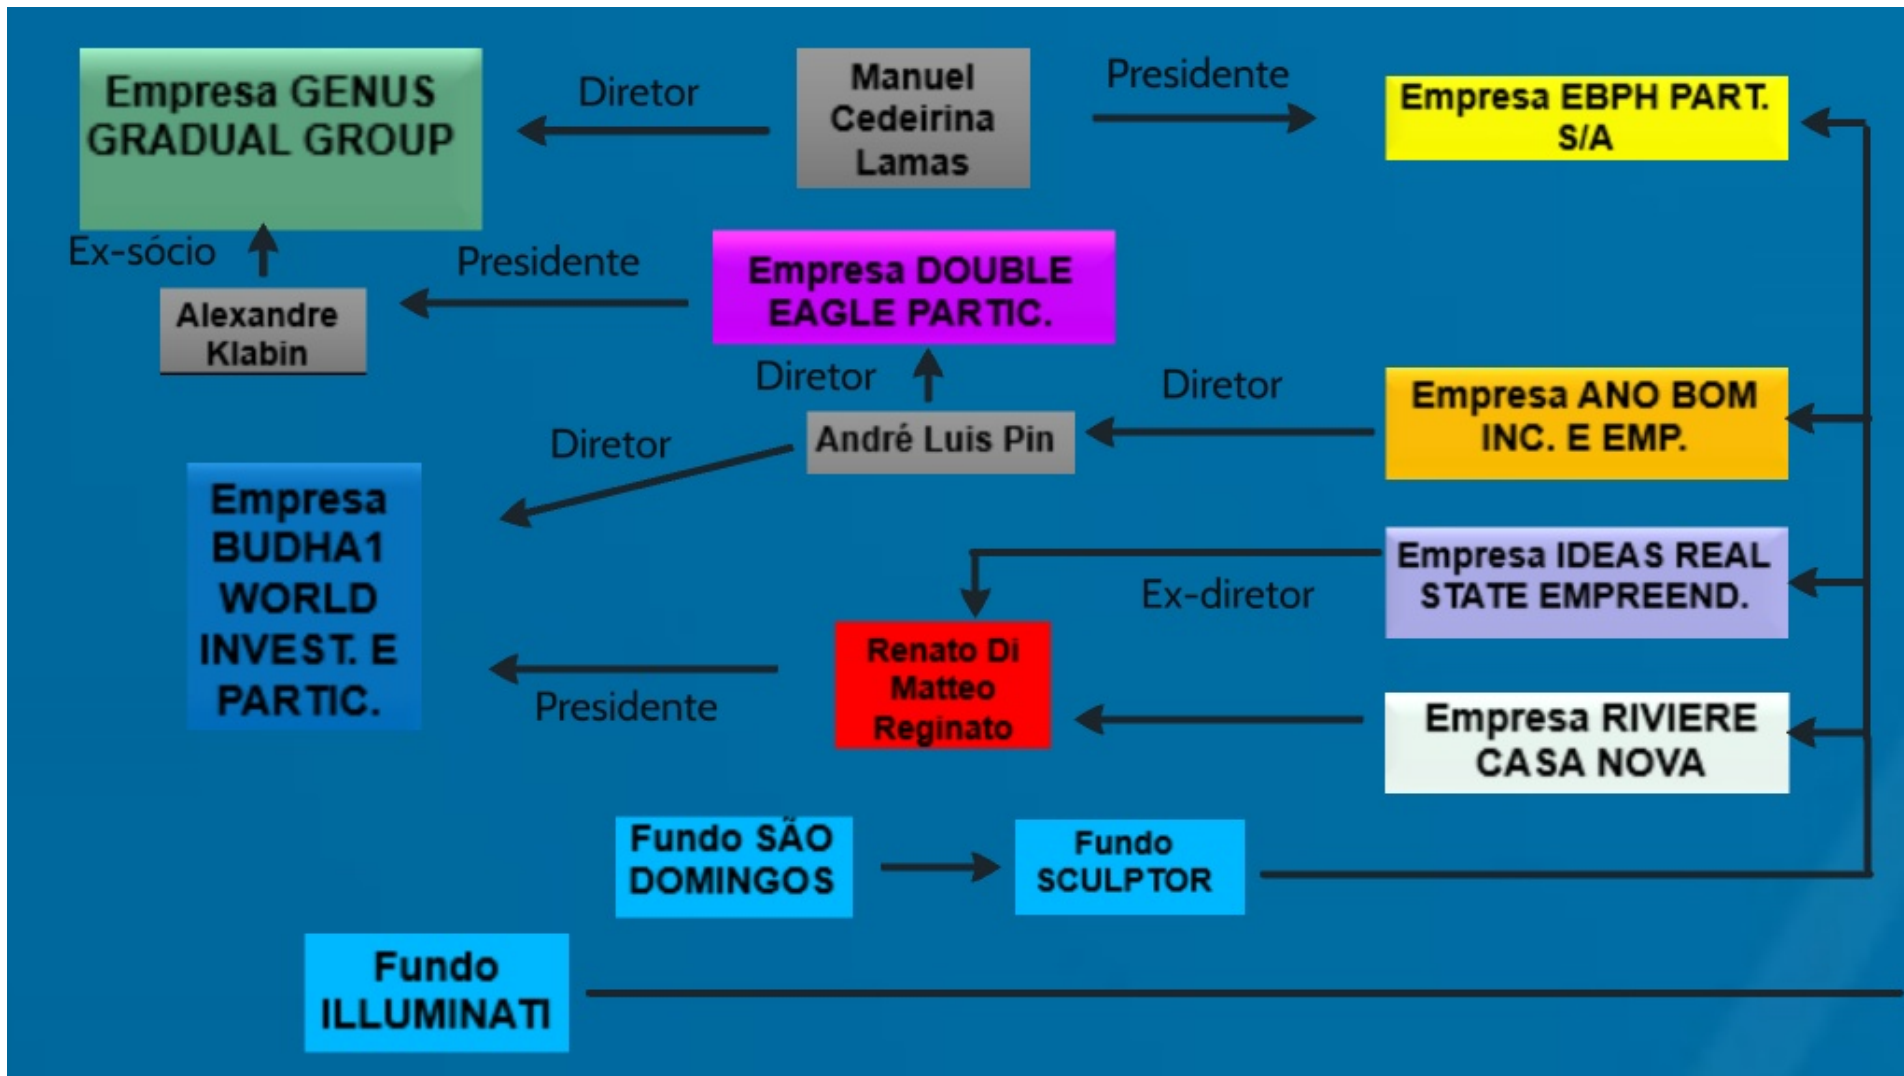 Empresa GENUS
GRADUAL GROUP
Diretor
Manuel
Cedeirina
Lamas
Presidente
Empresa EBPH PART.
S/A
Ex-sócio
Presidente
Empresa DOUBLE
EAGLE PARTIC.
Alexandre
Klabin
Diretor
Diretor
Empresa ANO BOM
INC. E EMP.
André Luis Pin
Diretor
Empresa
BUDHA1
WORLD
INVEST. E
PARTIC.
Empresa IDEAS REAL
STATE EMPREEND.
Ex-diretor
Renato Di
Matteo
Reginato
Presidente
Empresa RIVIERE
CASA NOVA
Fundo SÃO
DOMINGOS
Fundo
SCULPTOR
Fundo
ILLUMINATI